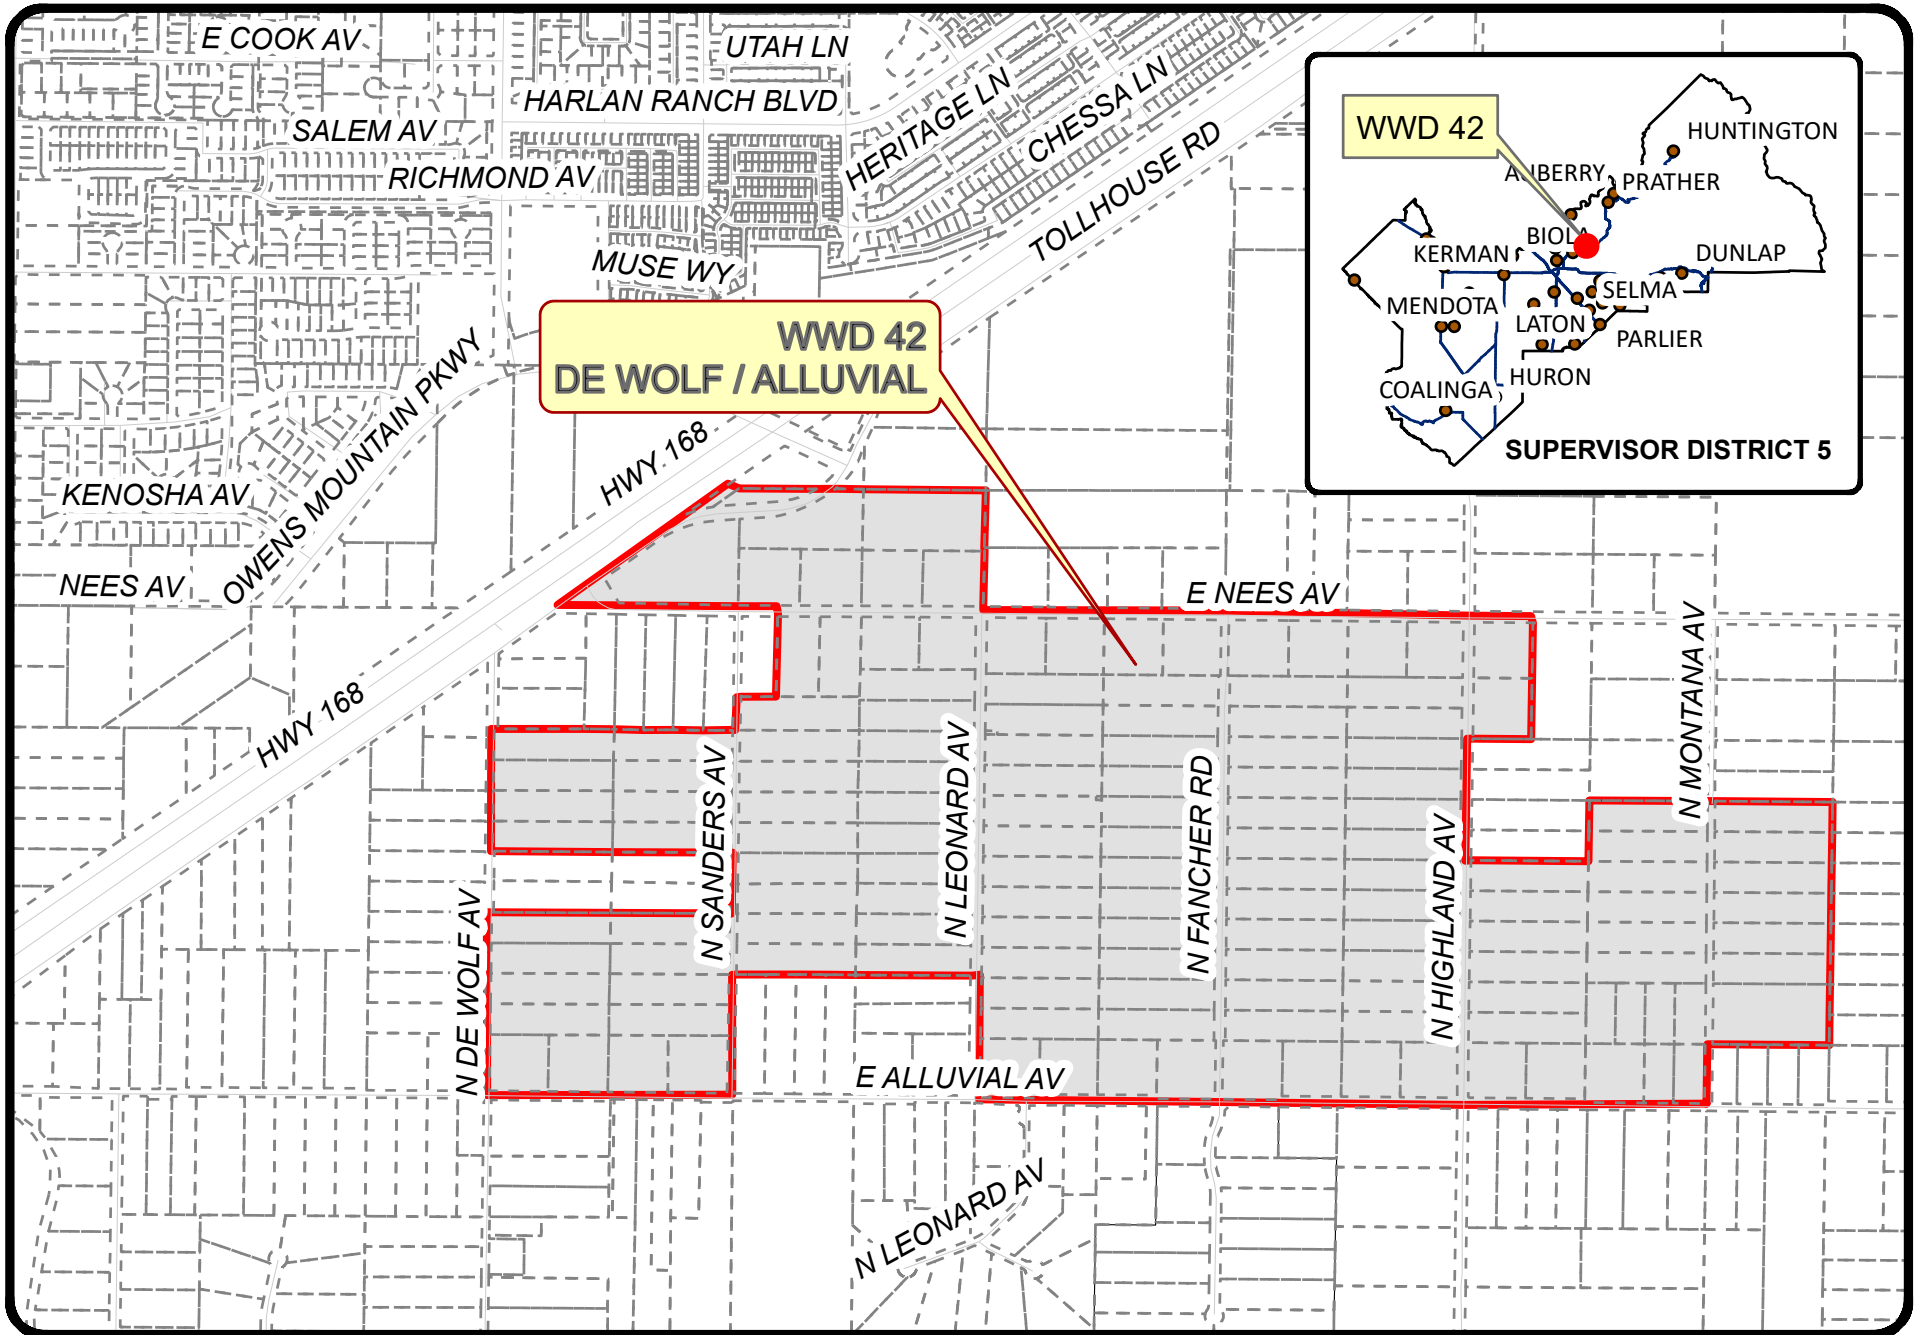 E COOK AV
UTAH LN
HARLAN RANCH BLVD
SALEM AV
RICHMOND AV
HERITAGE LN
CHESSA LN
TOLLHOUSE RD
MUSE WY
WWD 42
DE WOLF / ALLUVIAL
OWENS MOUNTAIN PKWY
HWY 168
KENOSHA AV
NEES AV
E NEES AV
HWY 168
N MONTANA AV
N SANDERS AV
N LEONARD AV
N FANCHER RD
N HIGHLAND AV
N DE WOLF AV
E ALLUVIAL AV
N LEONARD AV
WWD 42
HUNTINGTON
AUBERRY
PRATHER
BIOLA
KERMAN
DUNLAP
SELMA
MENDOTA
LATON
PARLIER
HURON
COALINGA
SUPERVISOR DISTRICT 5